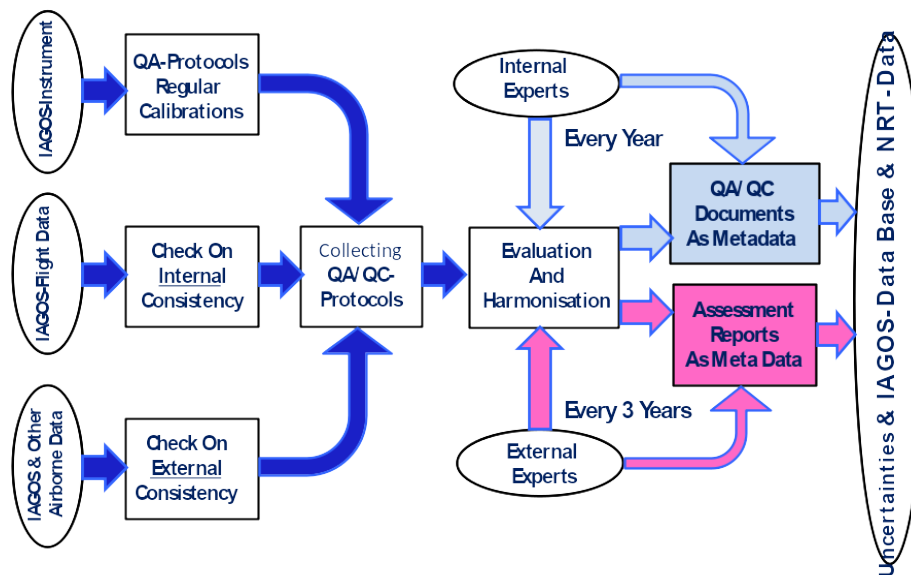 IAGOS-Instrument
QA-Protocols
Regular
Calibrations
IAGOS-Flight Data
Check On
Internal
Consistency
IAGOS & Other
Airborne Data
Check On
External
Consistency
Collecting
QA/QC-
Protocols
Internal
Experts
Every Year
Evaluation
And
Harmonisation
Every 3 Years
External
Experts
QA/QC
Documents
As Metadata
Assessment
Reports
As Meta Data
Uncertainties & IAGOS-Data Base & NRT-Data